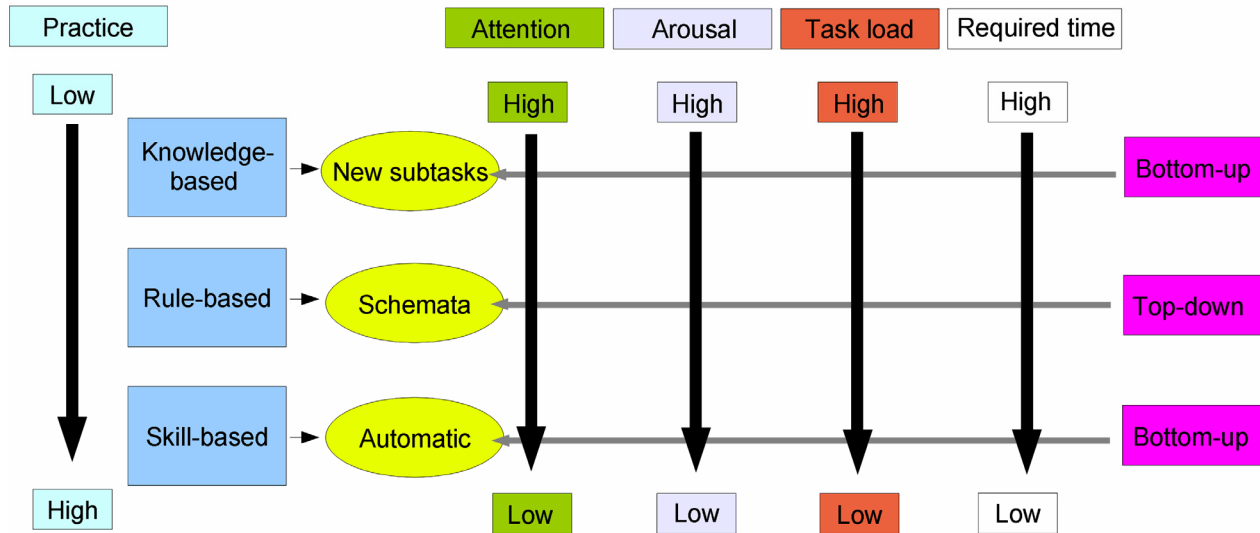 Practice
Attention
Arousal
Task load
Required time
Low
High
High
High
High
Knowledge-
based
New subtasks
Bottom-up
Rule-based
Schemata
Top-down
Skill-based
Automatic
Bottom-up
High
Low
Low
Low
Low